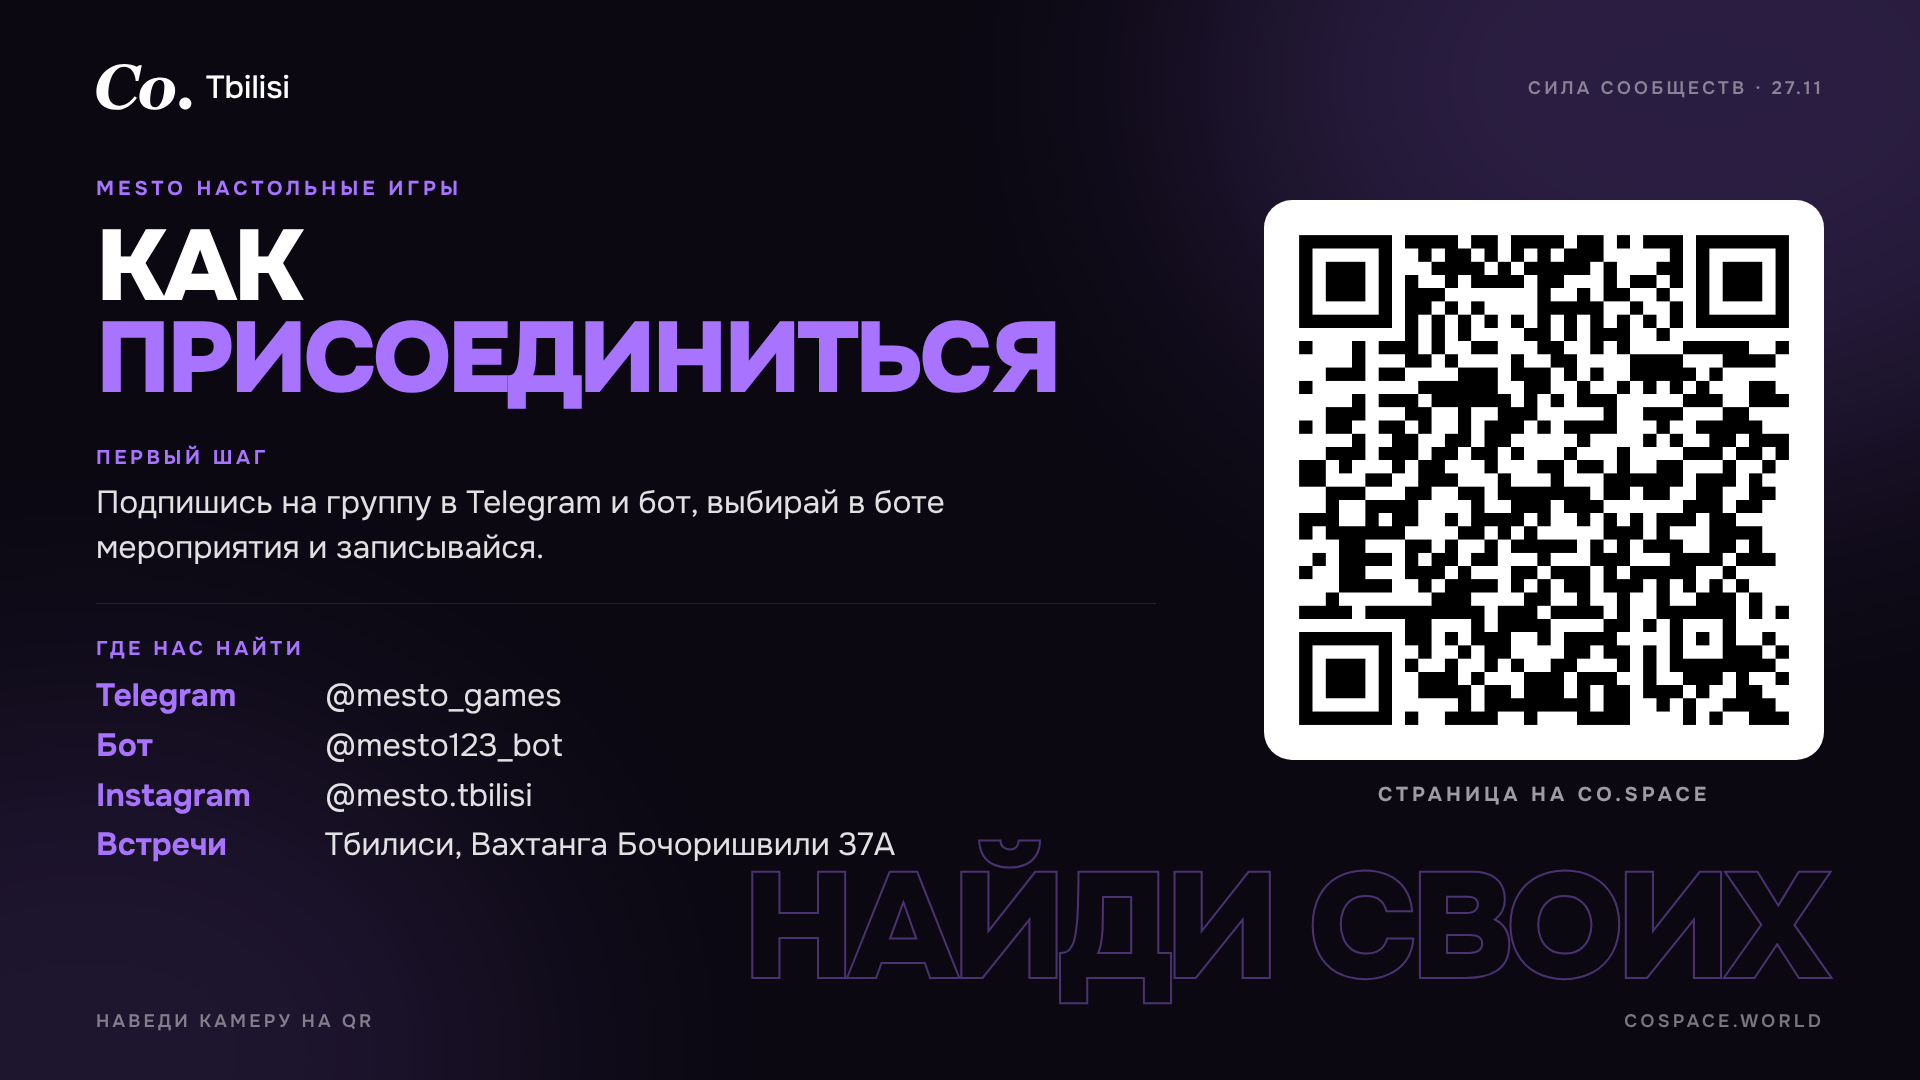 Co. Tbilisi
СИЛА СООБЩЕСТВ · 27.11
MESTO НАСТОЛЬНЫЕ ИГРЫ
КАК
ПРИСОЕДИНИТЬСЯ
ПЕРВЫЙ ШАГ
Подпишись на группу в Telegram и бот, выбирай в боте
мероприятия и записывайся.
ГДЕ НАС НАЙТИ
Telegram @mesto_games
Бот @mesto123_bot
Instagram @mesto.tbilisi
Встречи Тбилиси, Вахтанга Бочоришвили 37А
СТРАНИЦА НА CO.SPACE
НАЙДИ СВОИХ
НАВЕДИ КАМЕРУ НА QR
COSPACE.WORLD